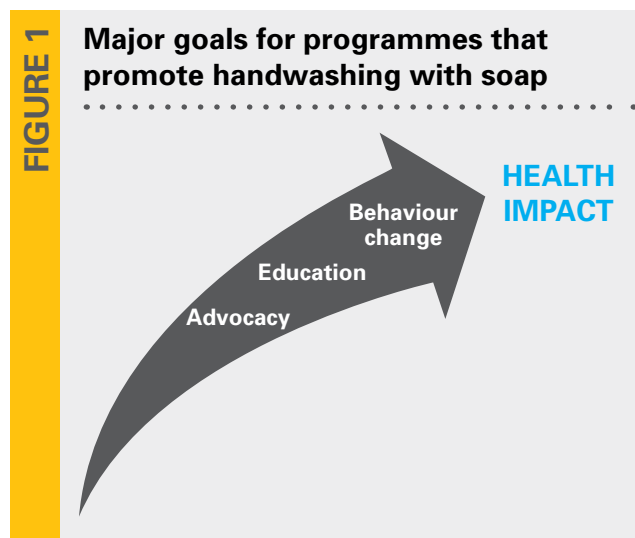 FIGURE 1
Major goals for programmes that
promote handwashing with soap
HEALTH
IMPACT
Behaviour
change
Education
Advocacy